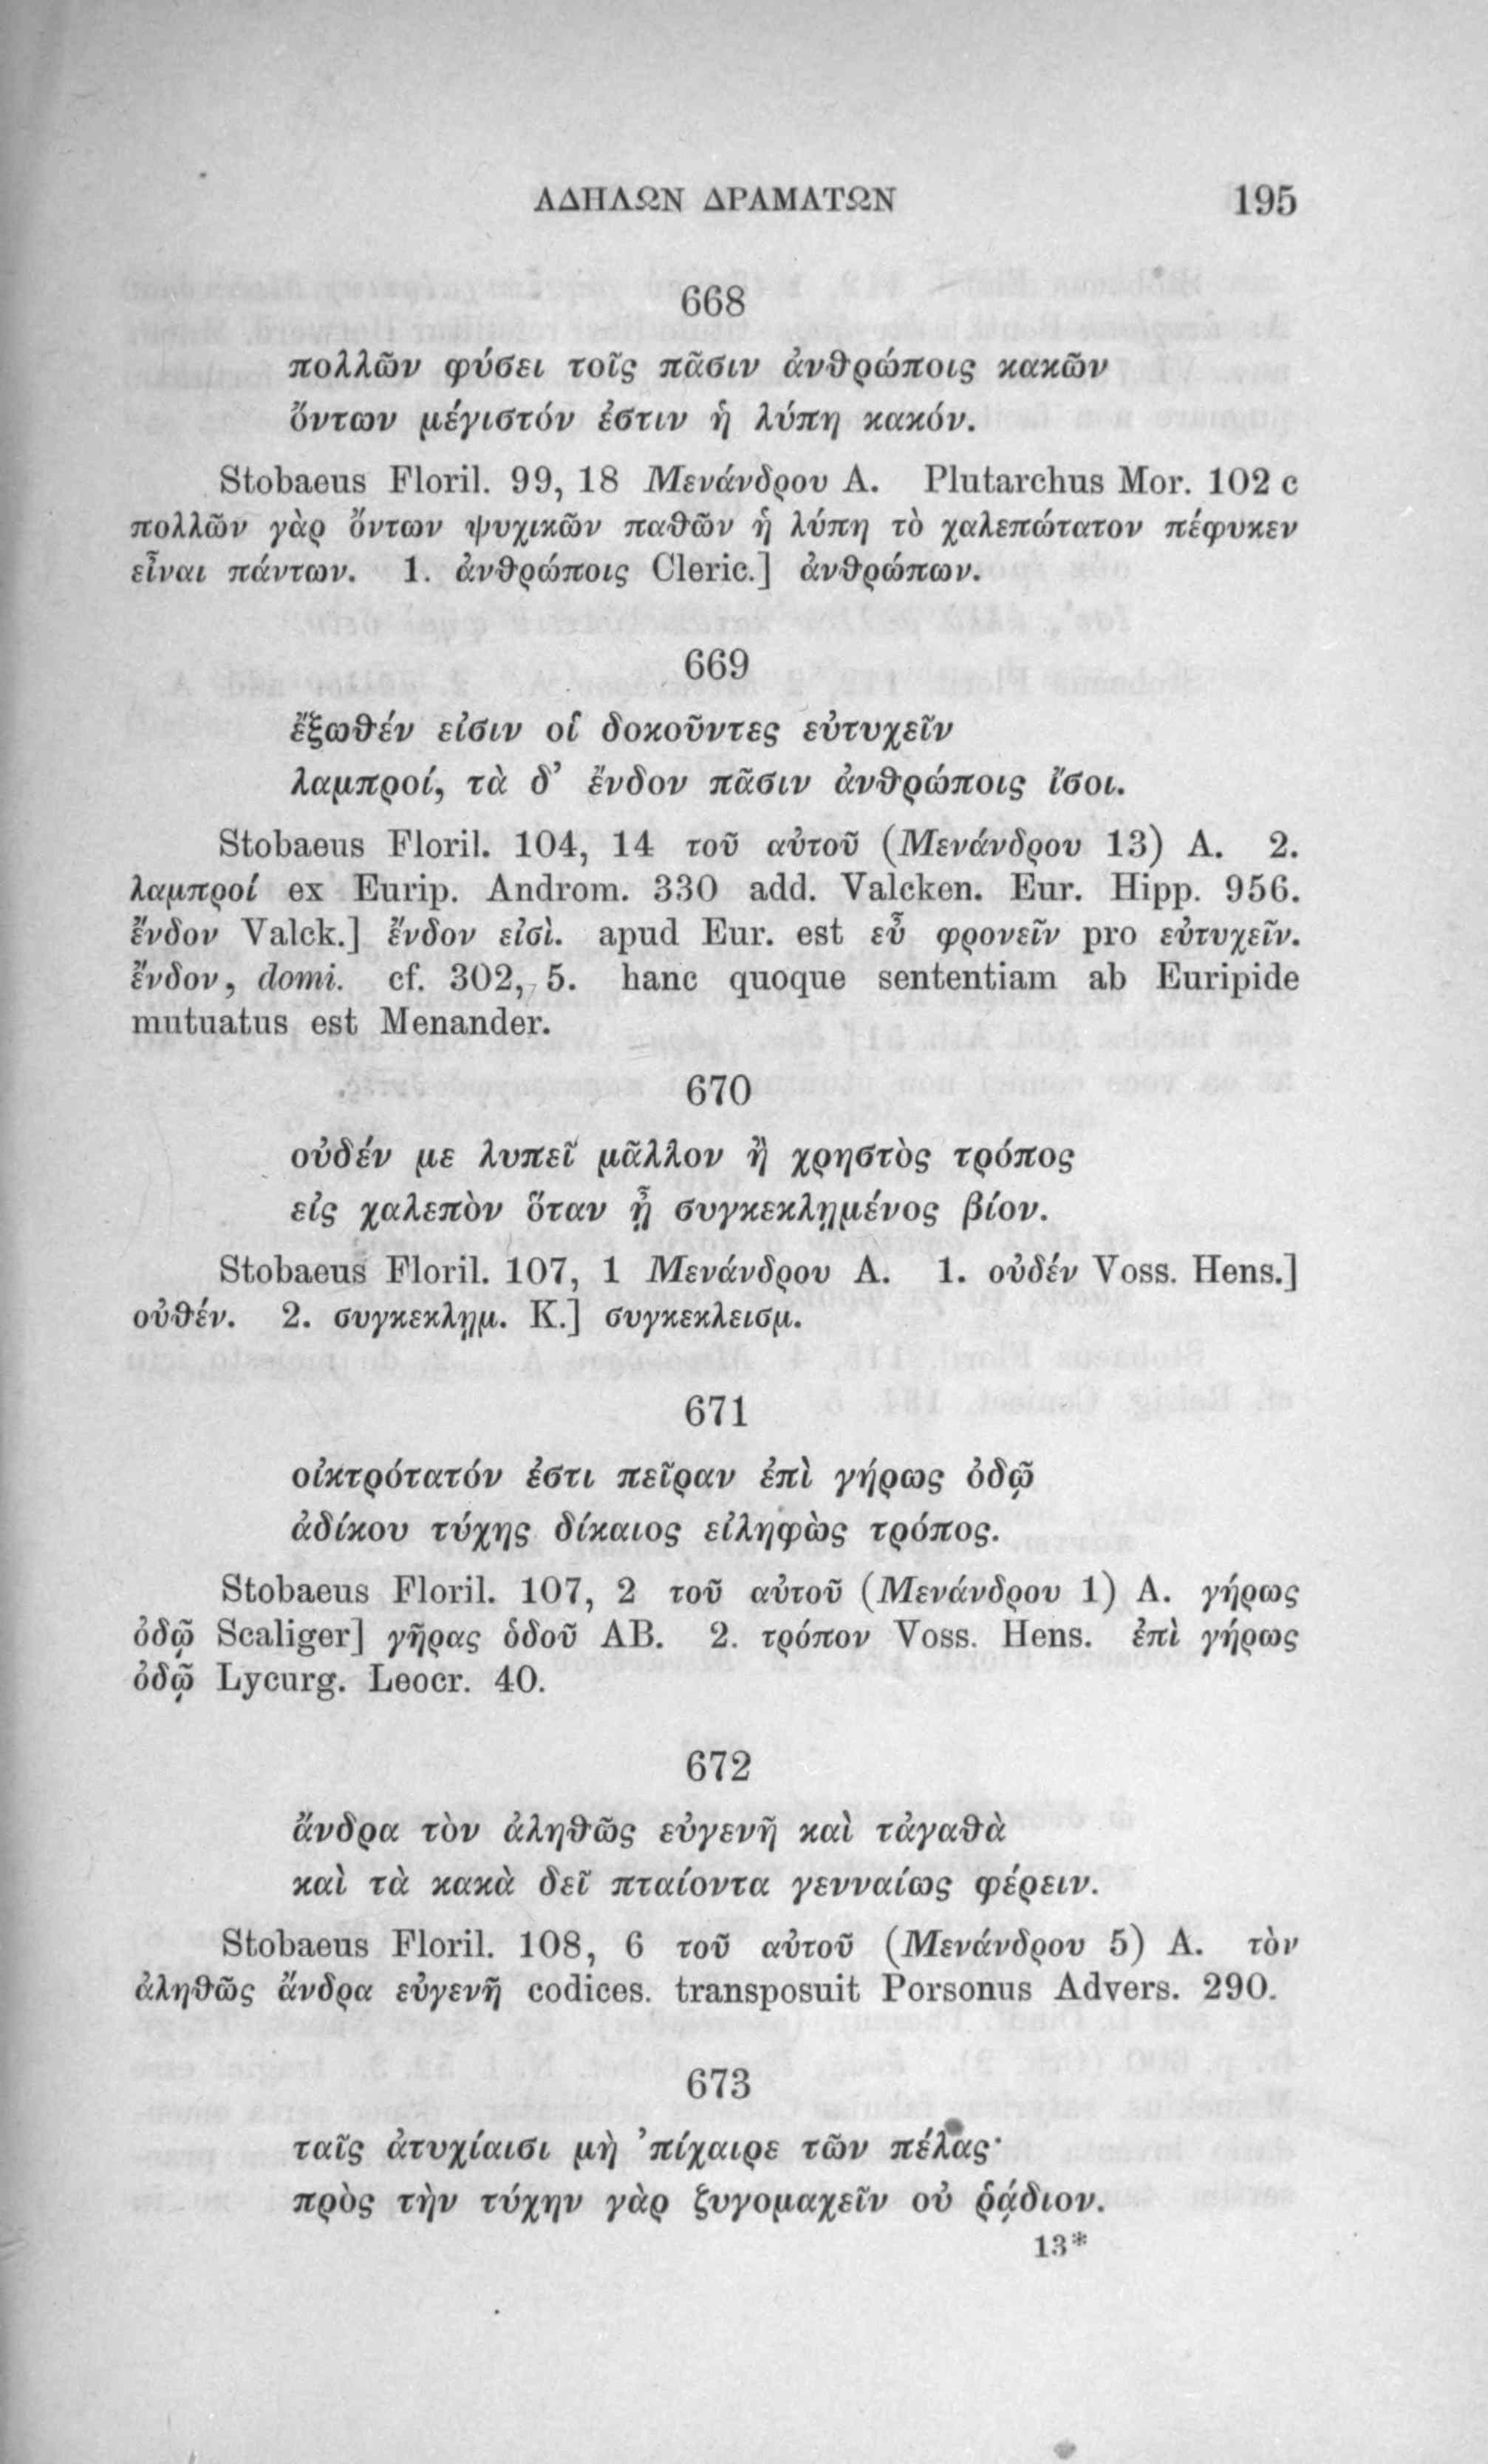 ΑΔΗΛΩΝ ΔΡΑΜΑΤΩΝ 195
668
πολλῶν φύσει τοῖς πᾶσιν ἀνθρώποις κακῶν
ὄντων μέγιστόν ἐστιν ἡ λύπη κακόν.
Stobaeus Floril. 99, 18 Μενάνδρου A. Plutarchus Mor. 102 c
πολλῶν γὰρ ὄντων ψυχικῶν παθῶν ἡ λύπη τὸ χαλεπώτατον πέφυκεν
εἶναι πάντων. 1. ἀνθρώποις Cleric.] ἀνθρώπων.
669
ἔξωθέν εἰσιν οἱ δοκοῦντες εὐτυχεῖν
λαμπροί, τὰ δ’ ἔνδον πᾶσιν ἀνθρώποις ἴσοι.
Stobaeus Floril. 104, 14 τοῦ αὐτοῦ (Μενάνδρου 13) A. 2.
λαμπροί ex Eurip. Androm. 330 add. Valcken. Eur. Hipp. 956.
ἔνδον Valck.] ἔνδον εἰσὶ. apud Eur. est εὖ φρονεῖν pro εὐτυχεῖν.
ἔνδον, domi. cf. 302, 5. hanc quoque sententiam ab Euripide
mutuatus est Menander.
670
οὐδέν με λυπεῖ μᾶλλον ἢ χρηστὸς τρόπος
εἰς χαλεπὸν ὅταν ᾖ συγκεκλῃμένος βίον.
Stobaeus Floril. 107, 1 Μενάνδρου A. 1. οὐδέν Voss. Hens.]
οὐθέν. 2. συγκεκλῃμ. K.] συγκεκλεισμ.
671
οἰκτρότατόν ἐστι πεῖραν ἐπὶ γήρως ὀδῷ
ἀδίκου τύχης δίκαιος εἰληφὼς τρόπος.
Stobaeus Floril. 107, 2 τοῦ αὐτοῦ (Μενάνδρου 1) A. γήρως
ὀδῷ Scaliger] γῆρας ὁδοῦ AB. 2. τρόπον Voss. Hens. ἐπὶ γήρως
ὀδῷ Lycurg. Leocr. 40.
672
ἄνδρα τὸν ἀληθῶς εὐγενῆ καὶ τἀγαθὰ
καὶ τὰ κακὰ δεῖ πταίοντα γενναίως φέρειν.
Stobaeus Floril. 108, 6 τοῦ αὐτοῦ (Μενάνδρου 5) A. τὸν
ἀληθῶς ἄνδρα εὐγενῆ codices. transposuit Porsonus Advers. 290.
673
ταῖς ἀτυχίαισι μὴ ’πίχαιρε τῶν πέλας·
πρὸς τὴν τύχην γὰρ ζυγομαχεῖν οὐ ῥᾴδιον.
13*